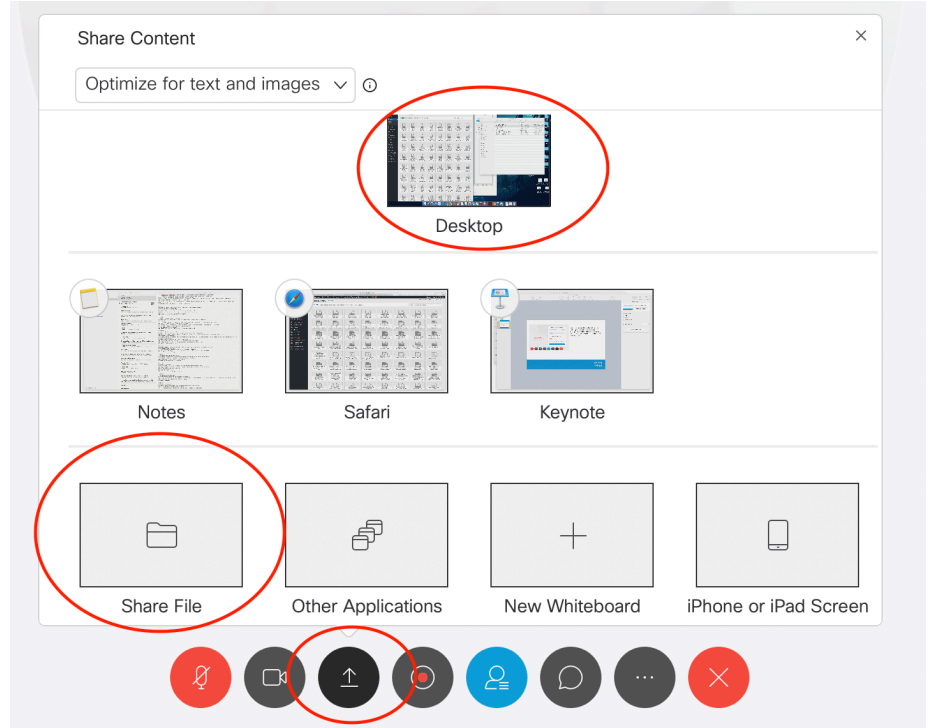 Share Content
Optimize for text and images
Desktop
Notes
Safari
Keynote
Share File
Other Applications
New Whiteboard
iPhone or iPad Screen